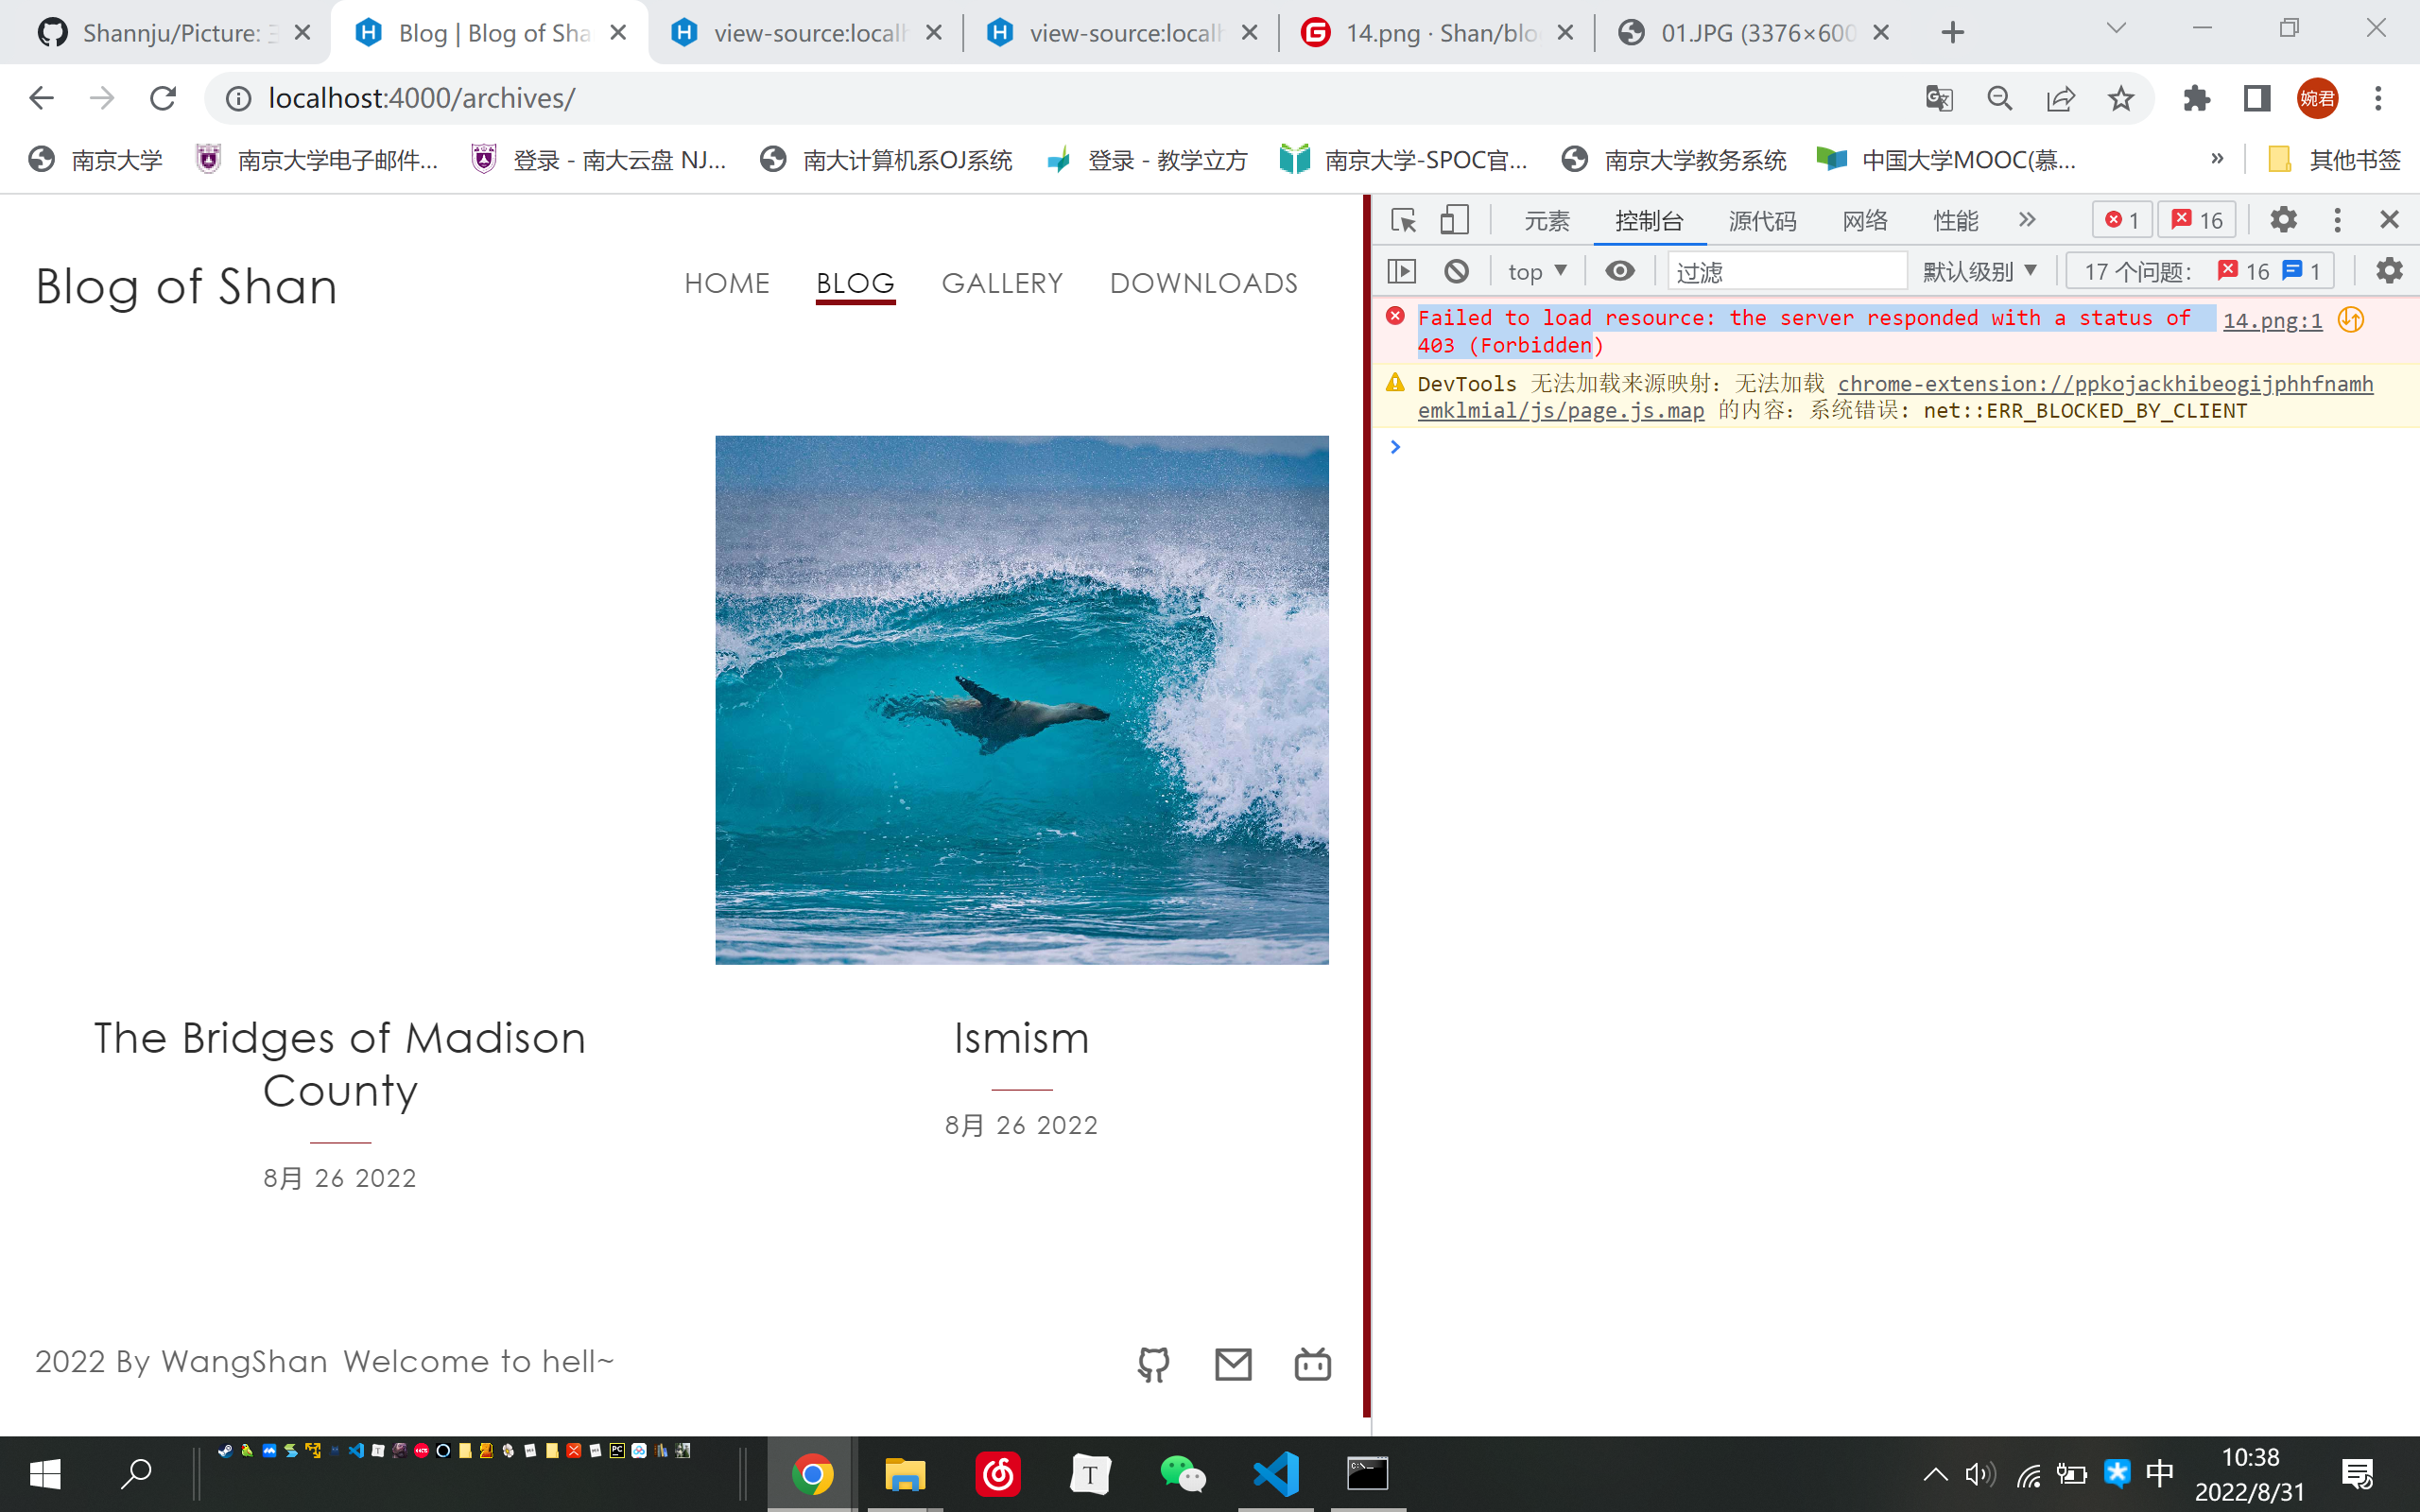 Shannju/Picture: 
Blog | Blog of Sha
view-source:localh
view-source:localh
14.png · Shan/blo
01.JPG (3376×600
localhost:4000/archives/
婉君
南京大学
南京大学电子邮件...
登录 - 南大云盘 NJ...
南大计算机系OJ系统
登录 - 教学立方
南京大学-SPOC官...
南京大学教务系统
中国大学MOOC(慕...
»
其他书签
Blog of Shan
HOME
BLOG
GALLERY
DOWNLOADS
The Bridges of Madison
County
8月 26 2022
Ismism
8月 26 2022
2022 By WangShan Welcome to hell~
元素
控制台
源代码
网络
性能
»
1
16
top
过滤
默认级别
17 个问题:
16
1
Failed to load resource: the server responded with a status of
403 (Forbidden)
14.png:1
DevTools 无法加载来源映射：无法加载 chrome-extension://ppkojackhibeogijphhfnamh
emklmial/js/page.js.map 的内容：系统错误：net::ERR_BLOCKED_BY_CLIENT
中
10:38
2022/8/31